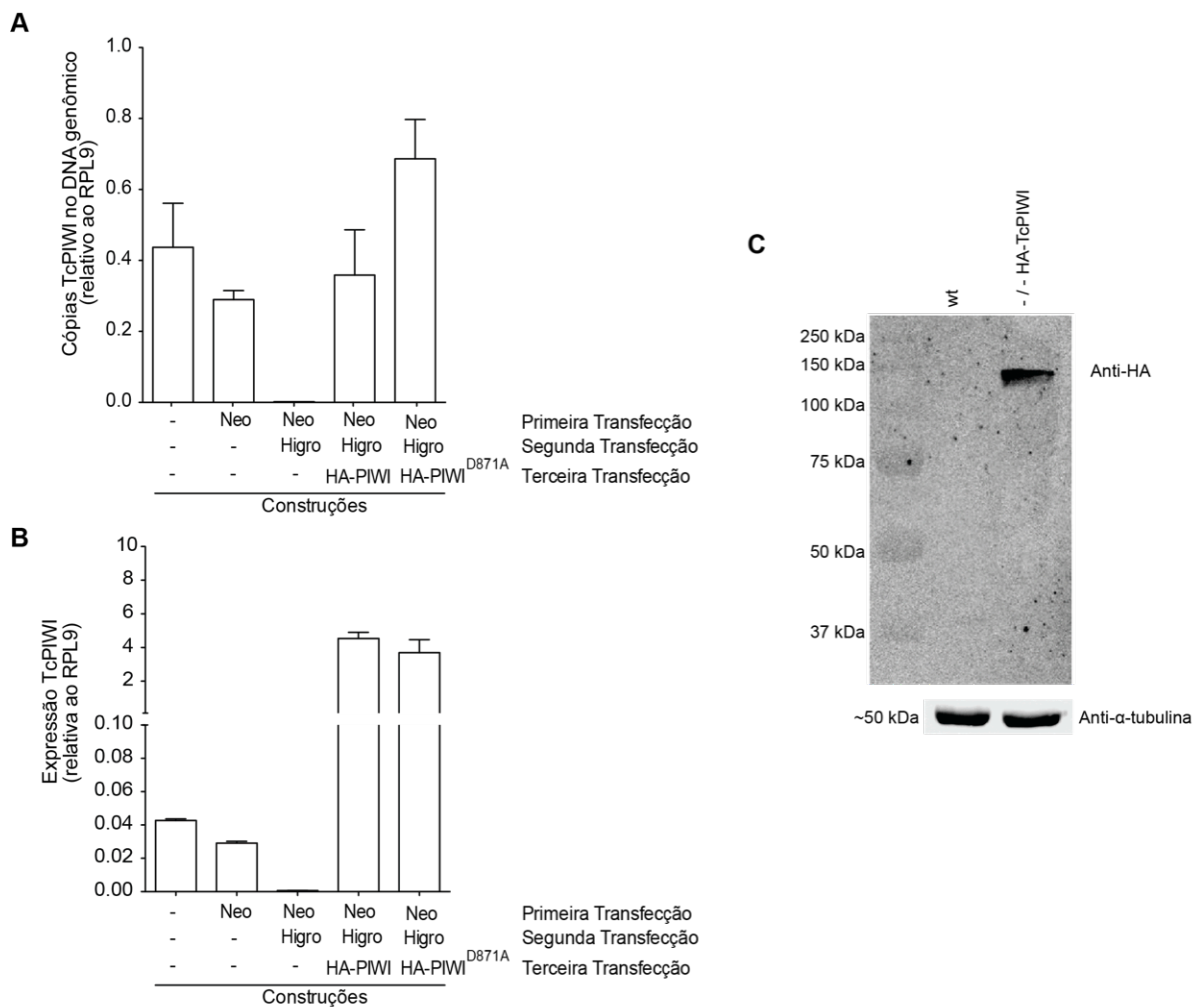 A
Cópias TcPIWI no DNA genômico
(relativo ao RPL9)
1.0
0.8
0.6
0.4
0.2
0.0
- Neo Neo Neo Neo Primeira Transfecção
- - Higro Higro Higro Segunda Transfecção
- - - HA-PIWI HA-PIWI D871A Terceira Transfecção
Construções
B
Expressão TcPIWI
(relativa ao RPL9)
10
8
6
4
2
0.10
0.08
0.06
0.04
0.02
0.00
- Neo Neo Neo Neo Primeira Transfecção
- - Higro Higro Higro Segunda Transfecção
- - - HA-PIWI HA-PIWI D871A Terceira Transfecção
Construções
C
wt
- / - HA-TcPIWI
250 kDa
150 kDa
Anti-HA
100 kDa
75 kDa
50 kDa
37 kDa
~50 kDa Anti-α-tubulina